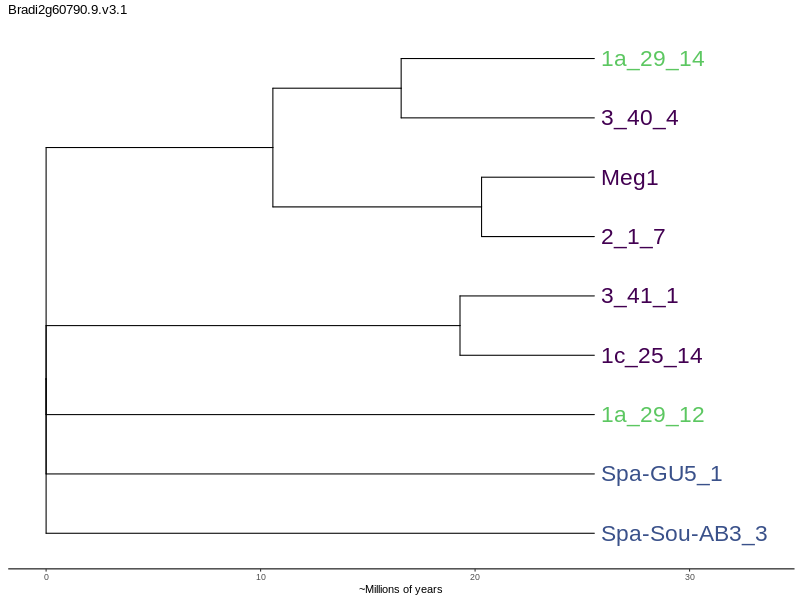 Bradi2g60790.9.v3.1
1a_29_14
3_40_4
Meg1
2_1_7
3_41_1
1c_25_14
1a_29_12
Spa-GU5_1
Spa-Sou-AB3_3
0 10 20 30
~Millions of years